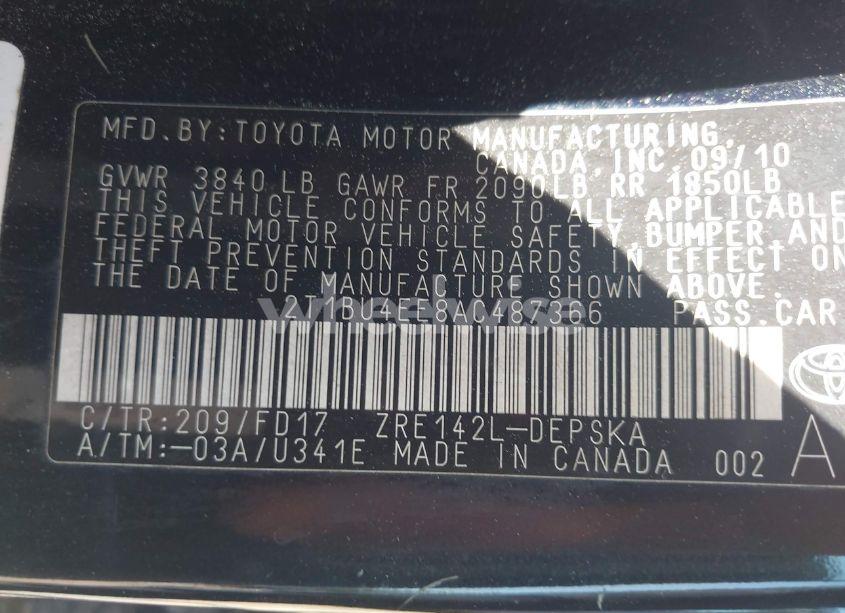 MFD.BY:TOYOTA MOTOR MANUFACTURING,
CANADA, INC. 09/10
GVWR 3840 LB GAWR FR 2090LB RR 1850LB
THIS VEHICLE CONFORMS TO ALL APPLICABLE
FEDERAL MOTOR VEHICLE SAFETY, BUMPER, AND
THEFT PREVENTION STANDARDS IN EFFECT ON
THE DATE OF MANUFACTURE SHOWN ABOVE.
PASS.CAR
wheelwise
C/TR:209/FD17 ZRE142L-DEPSKA
A/TM:-03A/U341E MADE IN CANADA 002 A